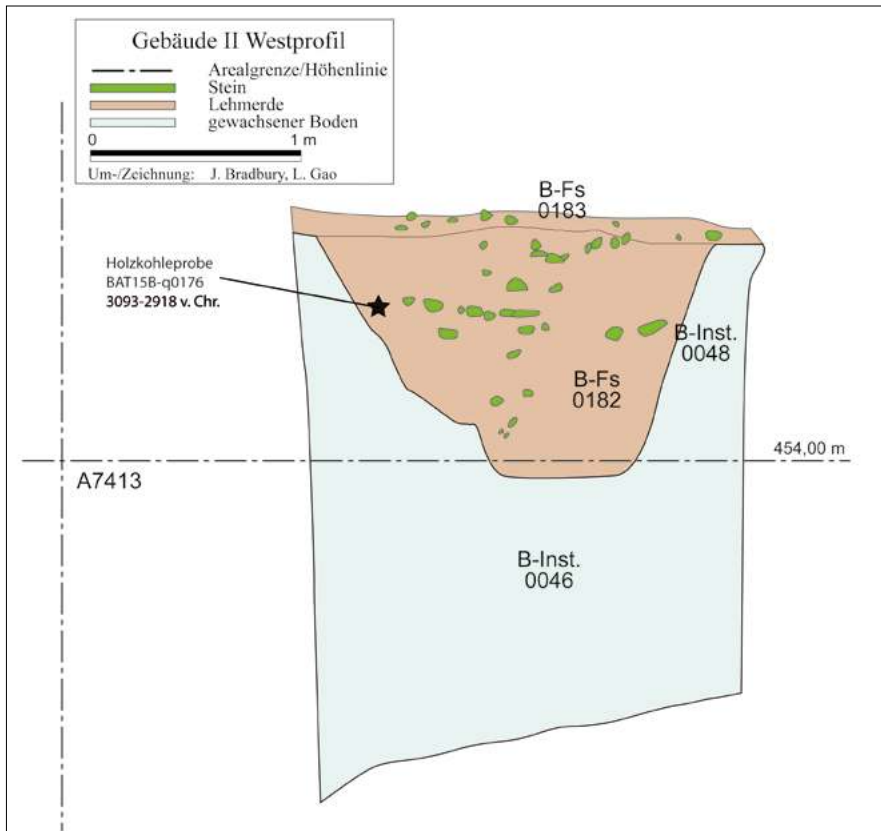 Gebäude II Westprofil
Arealgrenze/Höhenlinie
Stein
Lehmerde
gewachsener Boden
0 1 m
Um-/Zeichnung: J. Bradbury, L. Gao
B-Fs
0183
Holzkohleprobe
BAT15B-q0176
3093-2918 v. Chr.
B-Inst.
0048
B-Fs
0182
454,00 m
A7413
B-Inst.
0046